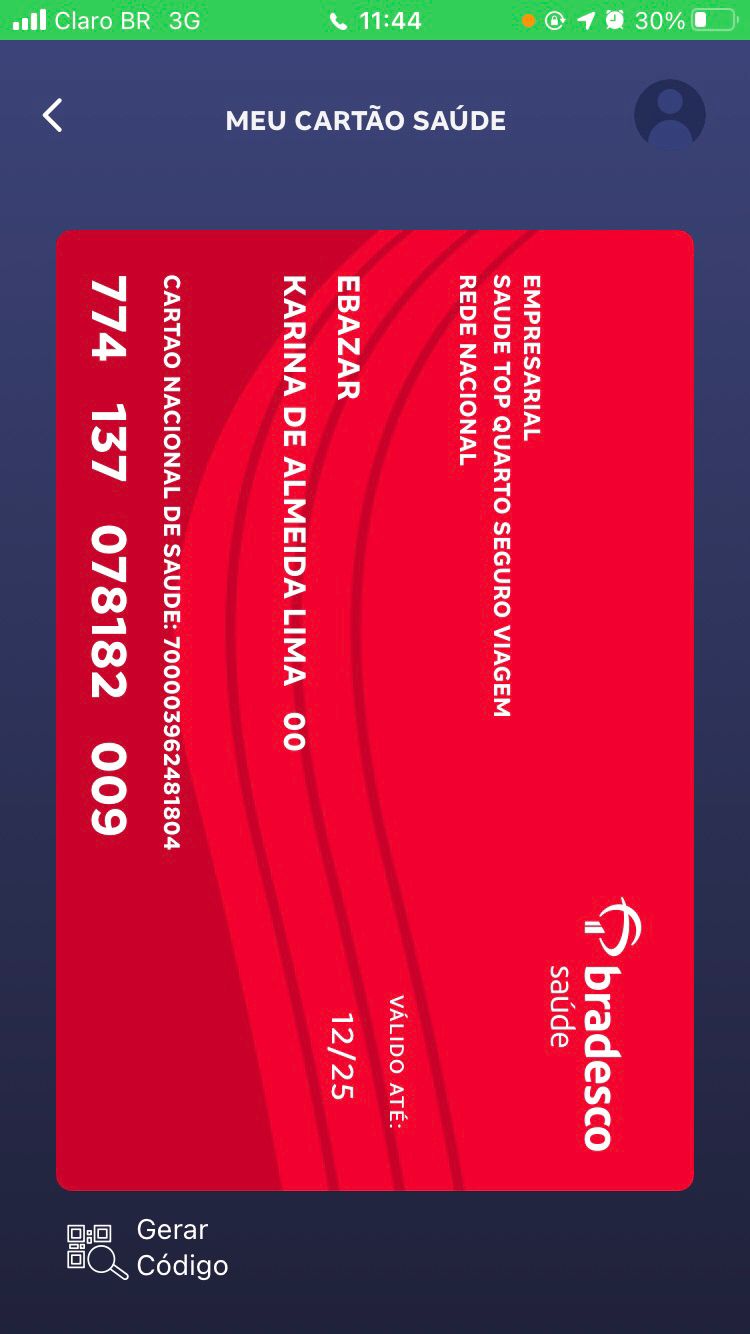 Claro BR 3G 11:44 30%
MEU CARTÃO SAÚDE
bradesco
saúde
EMPRESARIAL
SAUDE TOP QUARTO SEGURO VIAGEM
REDE NACIONAL
VÁLIDO ATÉ:
EBAZAR 12/25
KARINA DE ALMEIDA LIMA 00
CARTAO NACIONAL DE SAUDE: 700003962481804
774 137 078182 009
Gerar
Código